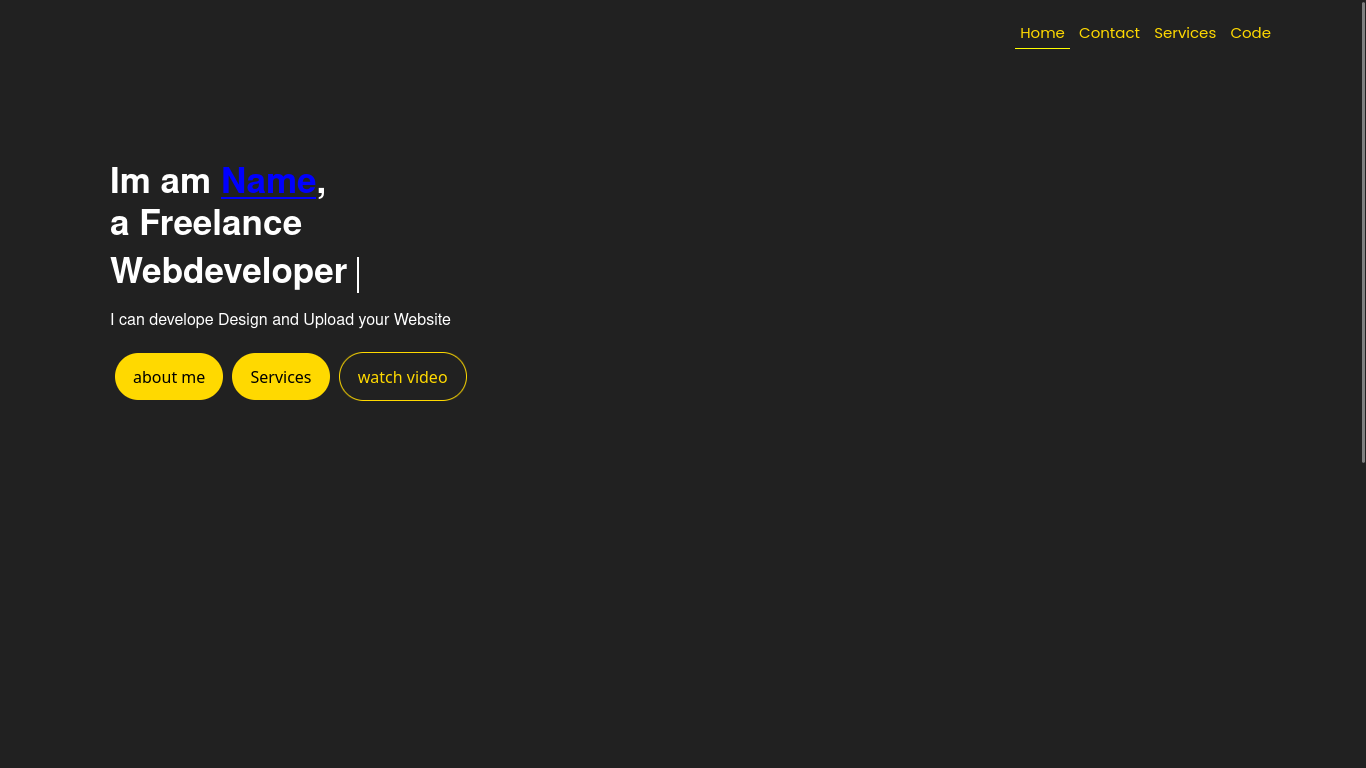 Home Contact Services Code
Im am Name,
a Freelance
Webdeveloper
I can develope Design and Upload your Website
about me Services watch video